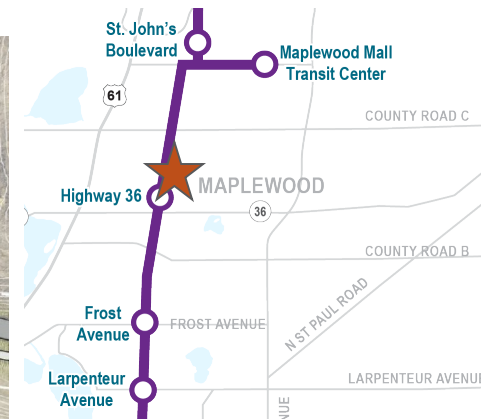 St. John's
Boulevard
Maplewood Mall
Transit Center
61
COUNTY ROAD C
Highway 36
MAPLEWOOD
36
COUNTY ROAD B
Frost
Avenue
FROST AVENUE
N ST PAUL ROAD
Larpenteur
Avenue
LARPENTEUR AVENU
UE